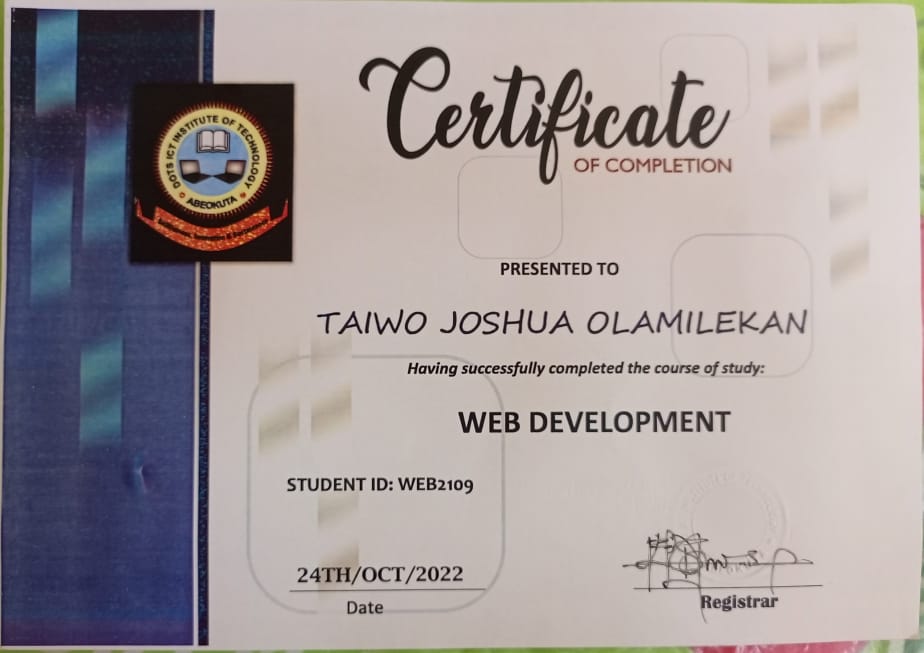 DOTS ICT INSTITUTE OF TECHNOLOGY
ABEOKUTA
Certificate
OF COMPLETION
PRESENTED TO
TAIWO JOSHUA OLAMILEKAN
Having successfully completed the course of study:
WEB DEVELOPMENT
STUDENT ID: WEB2109
24TH/OCT/2022
Date
Registrar